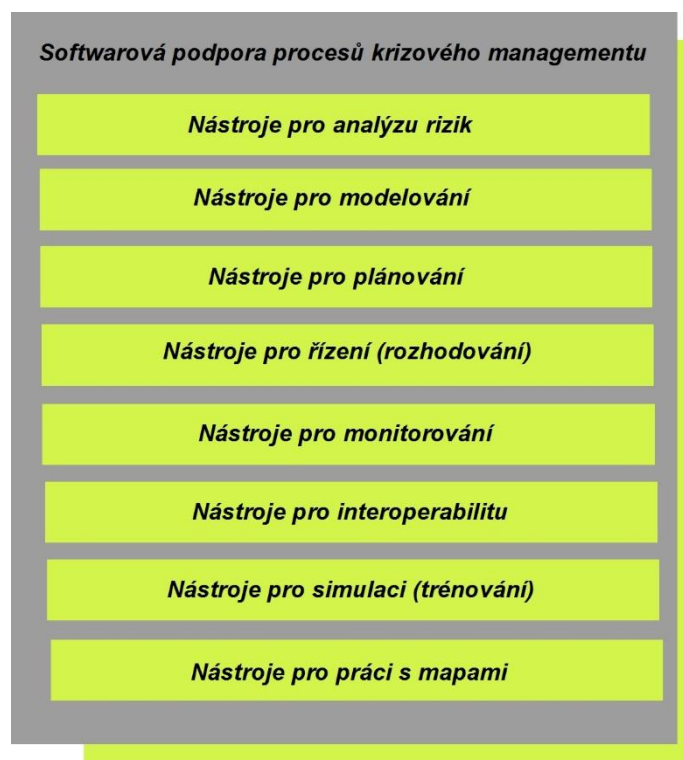 Softwarová podpora procesů krizového managementu
Nástroje pro analýzu rizik
Nástroje pro modelování
Nástroje pro plánování
Nástroje pro řízení (rozhodování)
Nástroje pro monitorování
Nástroje pro interoperabilitu
Nástroje pro simulaci (trénování)
Nástroje pro práci s mapami